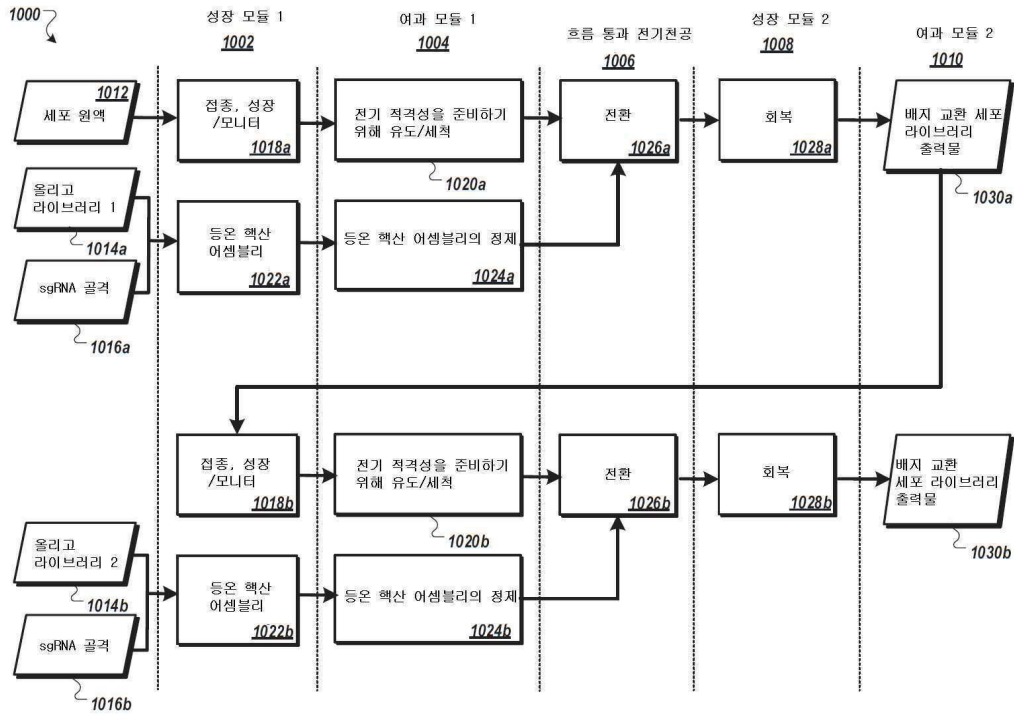 1000
성장 모듈 1
1002
여과 모듈 1
1004
흐름 통과 전기천공
1006
성장 모듈 2
1008
여과 모듈 2
1010
1012
세포 원액
접종, 성장
/모니터
1018a
전기 적격성을 준비하기
위해 유도/세척
1020a
전환
1026a
회복
1028a
배지 교환 세포
라이브러리
출력물
1030a
올리고
라이브러리 1
1014a
sgRNA 골격
1016a
등온 핵산
어셈블리
1022a
등온 핵산 어셈블리의 정제
1024a
접종, 성장
/모니터
1018b
전기 적격성을 준비하기
위해 유도/세척
1020b
전환
1026b
회복
1028b
배지 교환
세포 라이브러리
출력물
1030b
올리고
라이브러리 2
1014b
sgRNA 골격
1016b
등온 핵산
어셈블리
1022b
등온 핵산 어셈블리의 정제
1024b